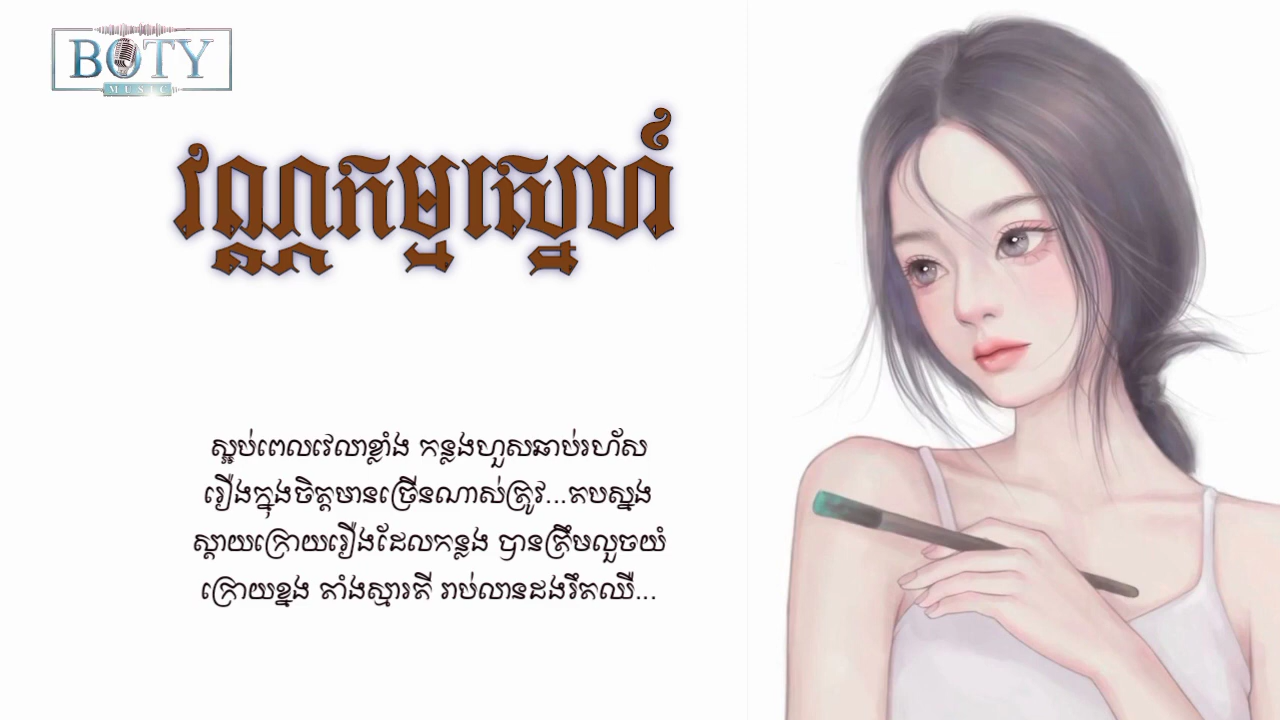 BOTY
MUSIC
វណ្ណកម្មស្នេហ៍
ស្អប់ពេលវេលាខ្លាំង កន្លងហួសឆាប់រហ័ស
រឿងក្នុងចិត្តមានច្រើនណាស់ត្រូវ...តបស្នង
ស្ដាយក្រោយរឿងដែលកន្លង បានត្រឹមលួចយំ
ក្រោយខ្នង តាំងស្មារតី រាប់លានដងរឹតឈឺ...